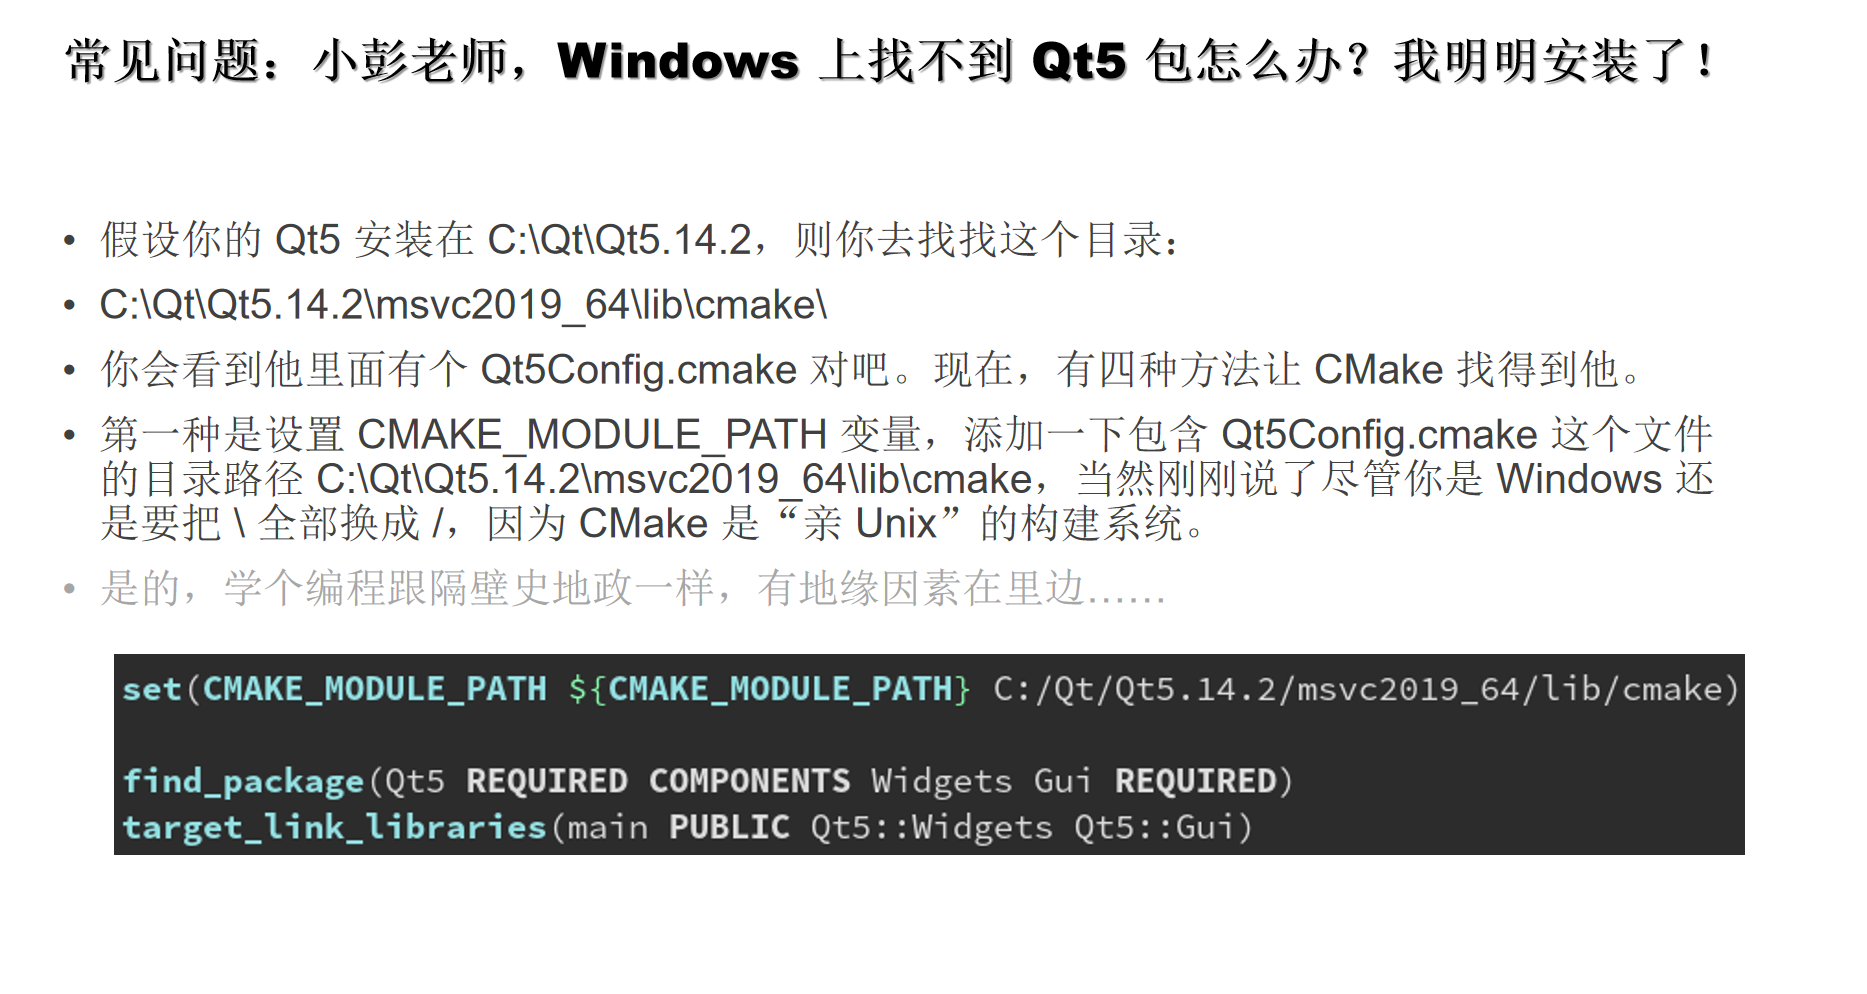 常见问题：小彭老师，Windows 上找不到 Qt5 包怎么办？我明明安装了！
• 假设你的 Qt5 安装在 C:\Qt\Qt5.14.2，则你去找找这个目录：
• C:\Qt\Qt5.14.2\msvc2019_64\lib\cmake\
• 你会看到他里面有个 Qt5Config.cmake 对吧。现在，有四种方法让 CMake 找得到他。
• 第一种是设置 CMAKE_MODULE_PATH 变量，添加一下包含 Qt5Config.cmake 这个文件
的目录路径 C:\Qt\Qt5.14.2\msvc2019_64\lib\cmake，当然刚刚说了尽管你是 Windows 还
是要把 \ 全部换成 /，因为 CMake 是“亲 Unix”的构建系统。
• 是的，学个编程跟隔壁史地政一样，有地缘因素在里边……
set(CMAKE_MODULE_PATH ${CMAKE_MODULE_PATH} C:/Qt/Qt5.14.2/msvc2019_64/lib/cmake)
find_package(Qt5 REQUIRED COMPONENTS Widgets Gui REQUIRED)
target_link_libraries(main PUBLIC Qt5::Widgets Qt5::Gui)